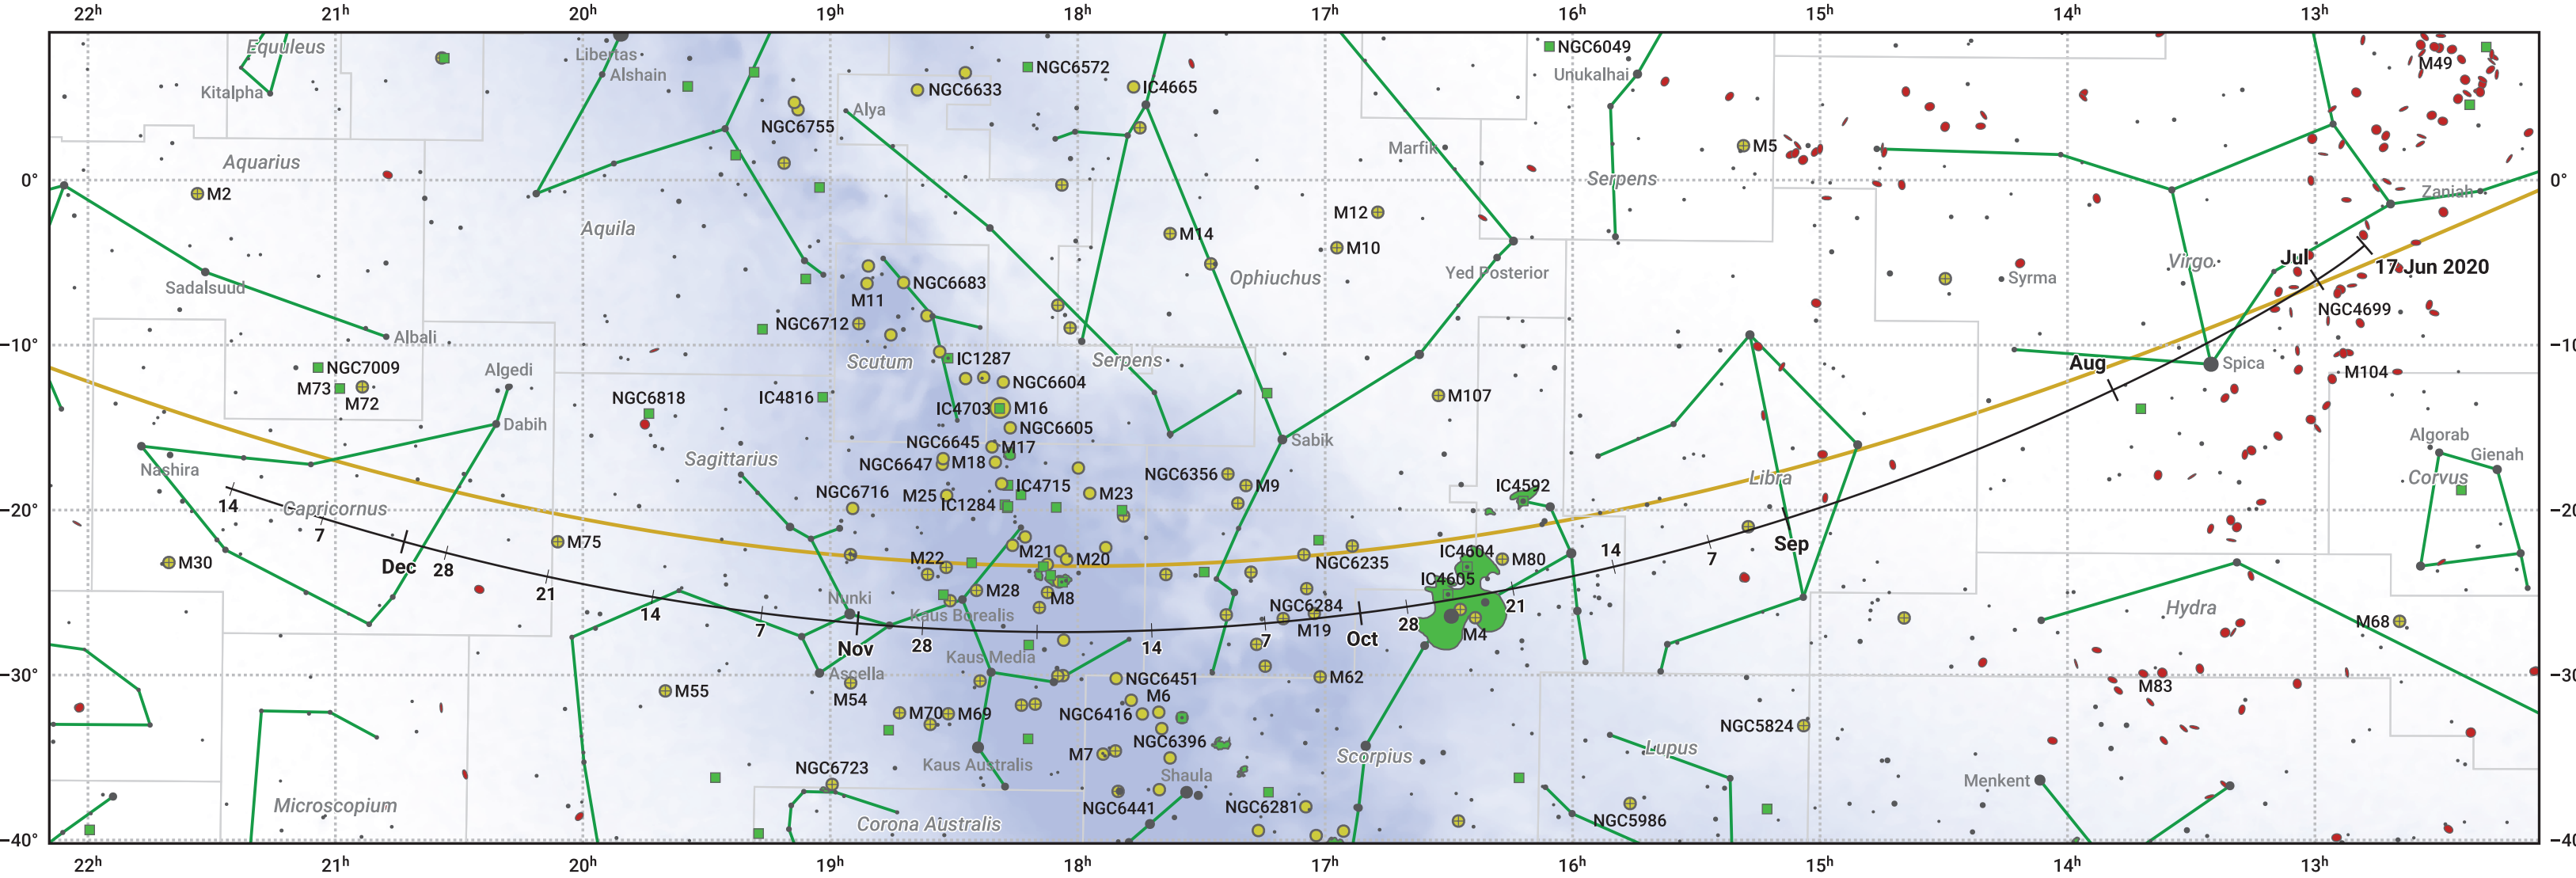 22h 21h 20h 19h 18h 17h 16h 15h 14h 13h
Equuleus
Libertas
Alshain
Kitalpha
NGC6572
NGC6633
IC4665
NGC6049
Unukalhai
M49
Alya
NGC6755
Marfik
M5
Aquarius
0°
0°
Serpens
Zaniah
M2
Aquila
M14
M12
M10
Ophiuchus
Yed Posterior
Syrma
Virgo
Jul
17 Jun 2020
Sadalsuud
NGC6683
M11
NGC6712
NGC4699
Albali
−10°
−10
Scutum
IC1287
Serpens
Aug
Spica
NGC7009
Algedi
M73
M72
NGC6818
IC4816
NGC6604
M107
M104
IC4703
M16
Dabih
NGC6605
Sabik
Algorab
Gienah
NGC6645
M17
NGC6647
M18
Nashira
Sagittarius
NGC6356
M9
Libra
Corvus
NGC6716
M25
IC4715
M23
IC4592
IC1284
14
Capricornus
−20°
−20
7
Dec
28
M75
M21
M20
NGC6235
IC4604
M80
14
7
Sep
M30
M22
21
M28
M8
IC4605
21
14
7
Nunki
Kaus Borealis
NGC6284
M19
28
M4
Hydra
M68
Nov
28
14
7
Oct
Kaus Media
−30°
−30
Ascella
M54
M55
NGC6451
M62
M83
M70
M69
M6
NGC6416
NGC5824
NGC6396
M7
Lupus
Scorpius
Kaus Australis
Shaula
NGC6723
Menkent
Microscopium
Corona Australis
NGC6441
NGC6281
NGC5986
−40°
−40
22h 21h 20h 19h 18h 17h 16h 15h 14h 13h